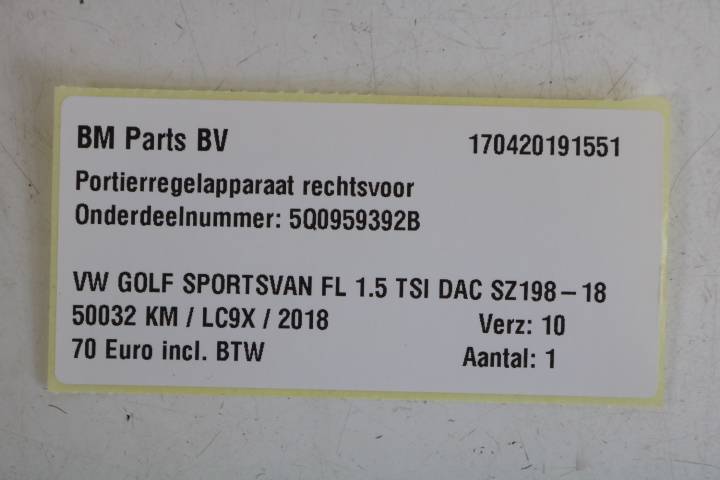 BM Parts BV 170420191551
Portierregelapparaat rechtsvoor
Onderdeelnummer: 5Q0959392B
VW GOLF SPORTSVAN FL 1.5 TSI DAC SZ198-18
50032 KM / LC9X / 2018 Verz: 10
70 Euro incl. BTW Aantal: 1